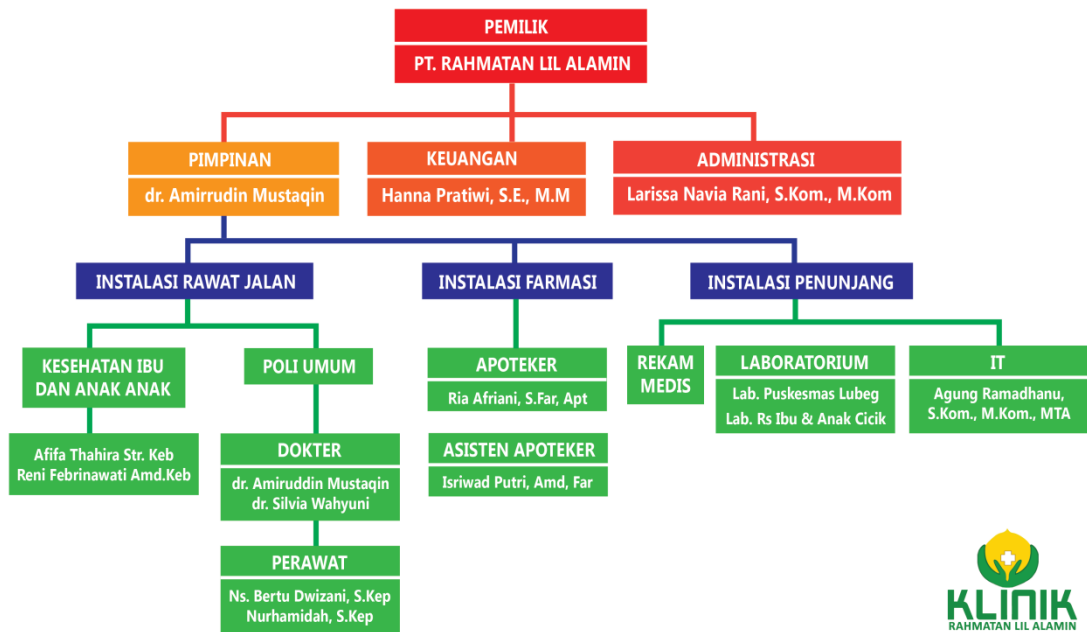 PEMILIK
PT. RAHMATAN LIL ALAMIN
PIMPINAN
dr. Amirrudin Mustaqin
KEUANGAN
Hanna Pratiwi, S.E., M.M
ADMINISTRASI
Larissa Navia Rani, S.Kom., M.Kom
INSTALASI RAWAT JALAN
INSTALASI FARMASI
INSTALASI PENUNJANG
KESEHATAN IBU
DAN ANAK ANAK
Afifa Thahira Str. Keb
Reni Febrinawati Amd.Keb
POLI UMUM
DOKTER
dr. Amiruddin Mustaqin
dr. Silvia Wahyuni
PERAWAT
Ns. Bertu Dwizani, S.Kep
Nurhamidah, S.Kep
APOTEKER
Ria Afriani, S.Far, Apt
ASISTEN APOTEKER
Isriwad Putri, Amd, Far
REKAM
MEDIS
LABORATORIUM
Lab. Puskesmas Lubeg
Lab. Rs Ibu & Anak Cicik
IT
Agung Ramadhanu,
S.Kom., M.Kom., MTA
KLINIK
RAHMATAN LIL ALAMIN